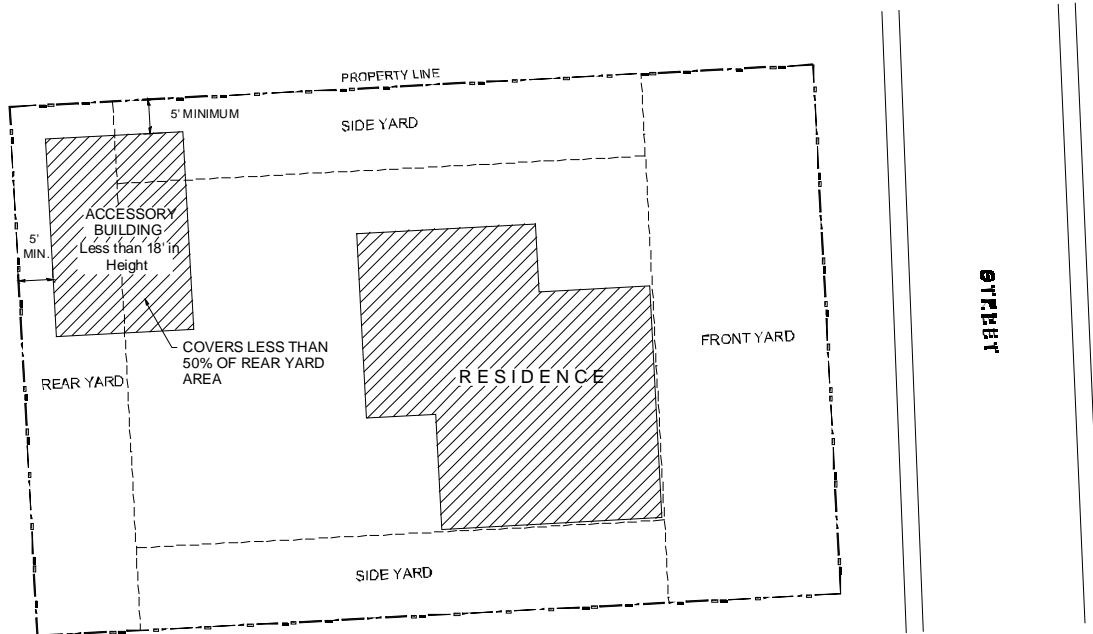 PROPERTY LINE
5' MINIMUM
SIDE YARD
ACCESSORY
BUILDING
Less than 18' in
Height
5'
MIN.
STREET
FRONT YARD
COVERS LESS THAN
50% OF REAR YARD
AREA
RESIDENCE
REAR YARD
SIDE YARD